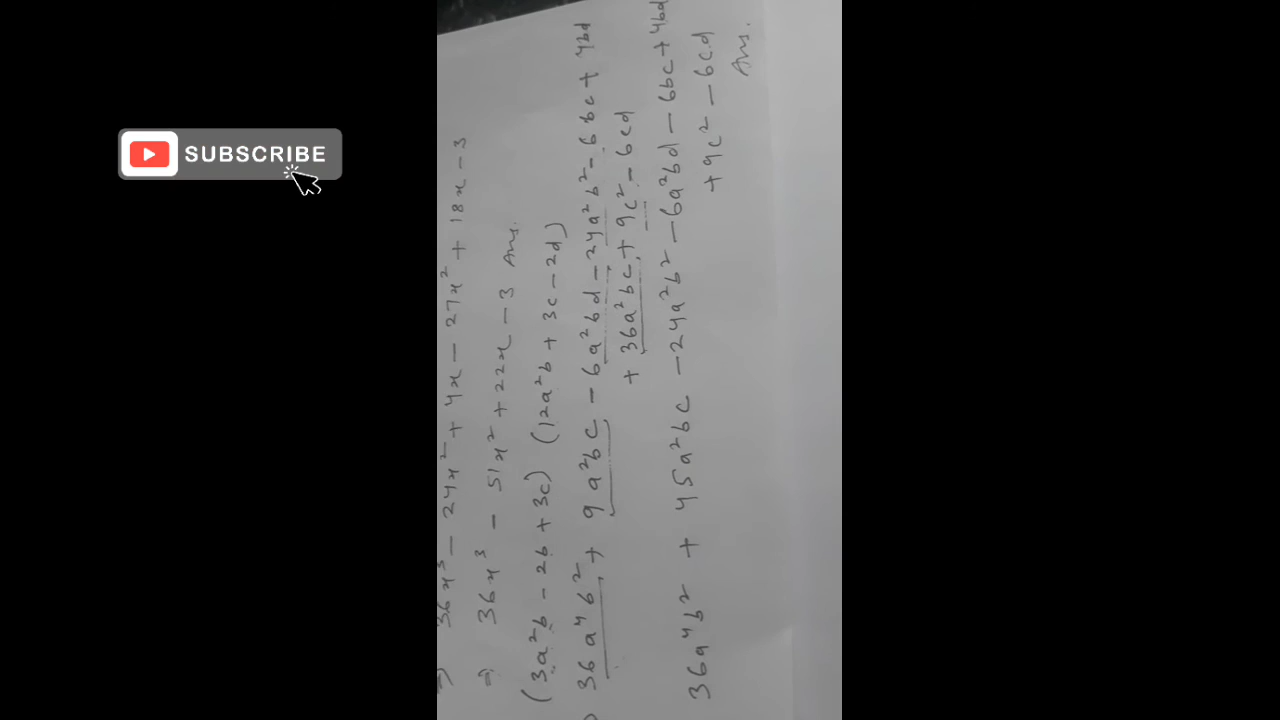 SUBSCRIBE
⇒ 36x³ - 24x² + 4x - 27x² + 18x - 3
⇒ 36x³ - 51x² + 22x - 3 Ans.
(3a²b - 2b + 3c) (12a²b + 3c - 2d)
36a⁴b² + 9a²bc - 6a²bd - 24a²b² - 6bc + 4bd
+ 36a²bc + 9c² - 6cd
36a⁴b² + 45a²bc - 24a²b² - 6a²bd - 6bc + 4bd
+ 9c² - 6cd
Ans.